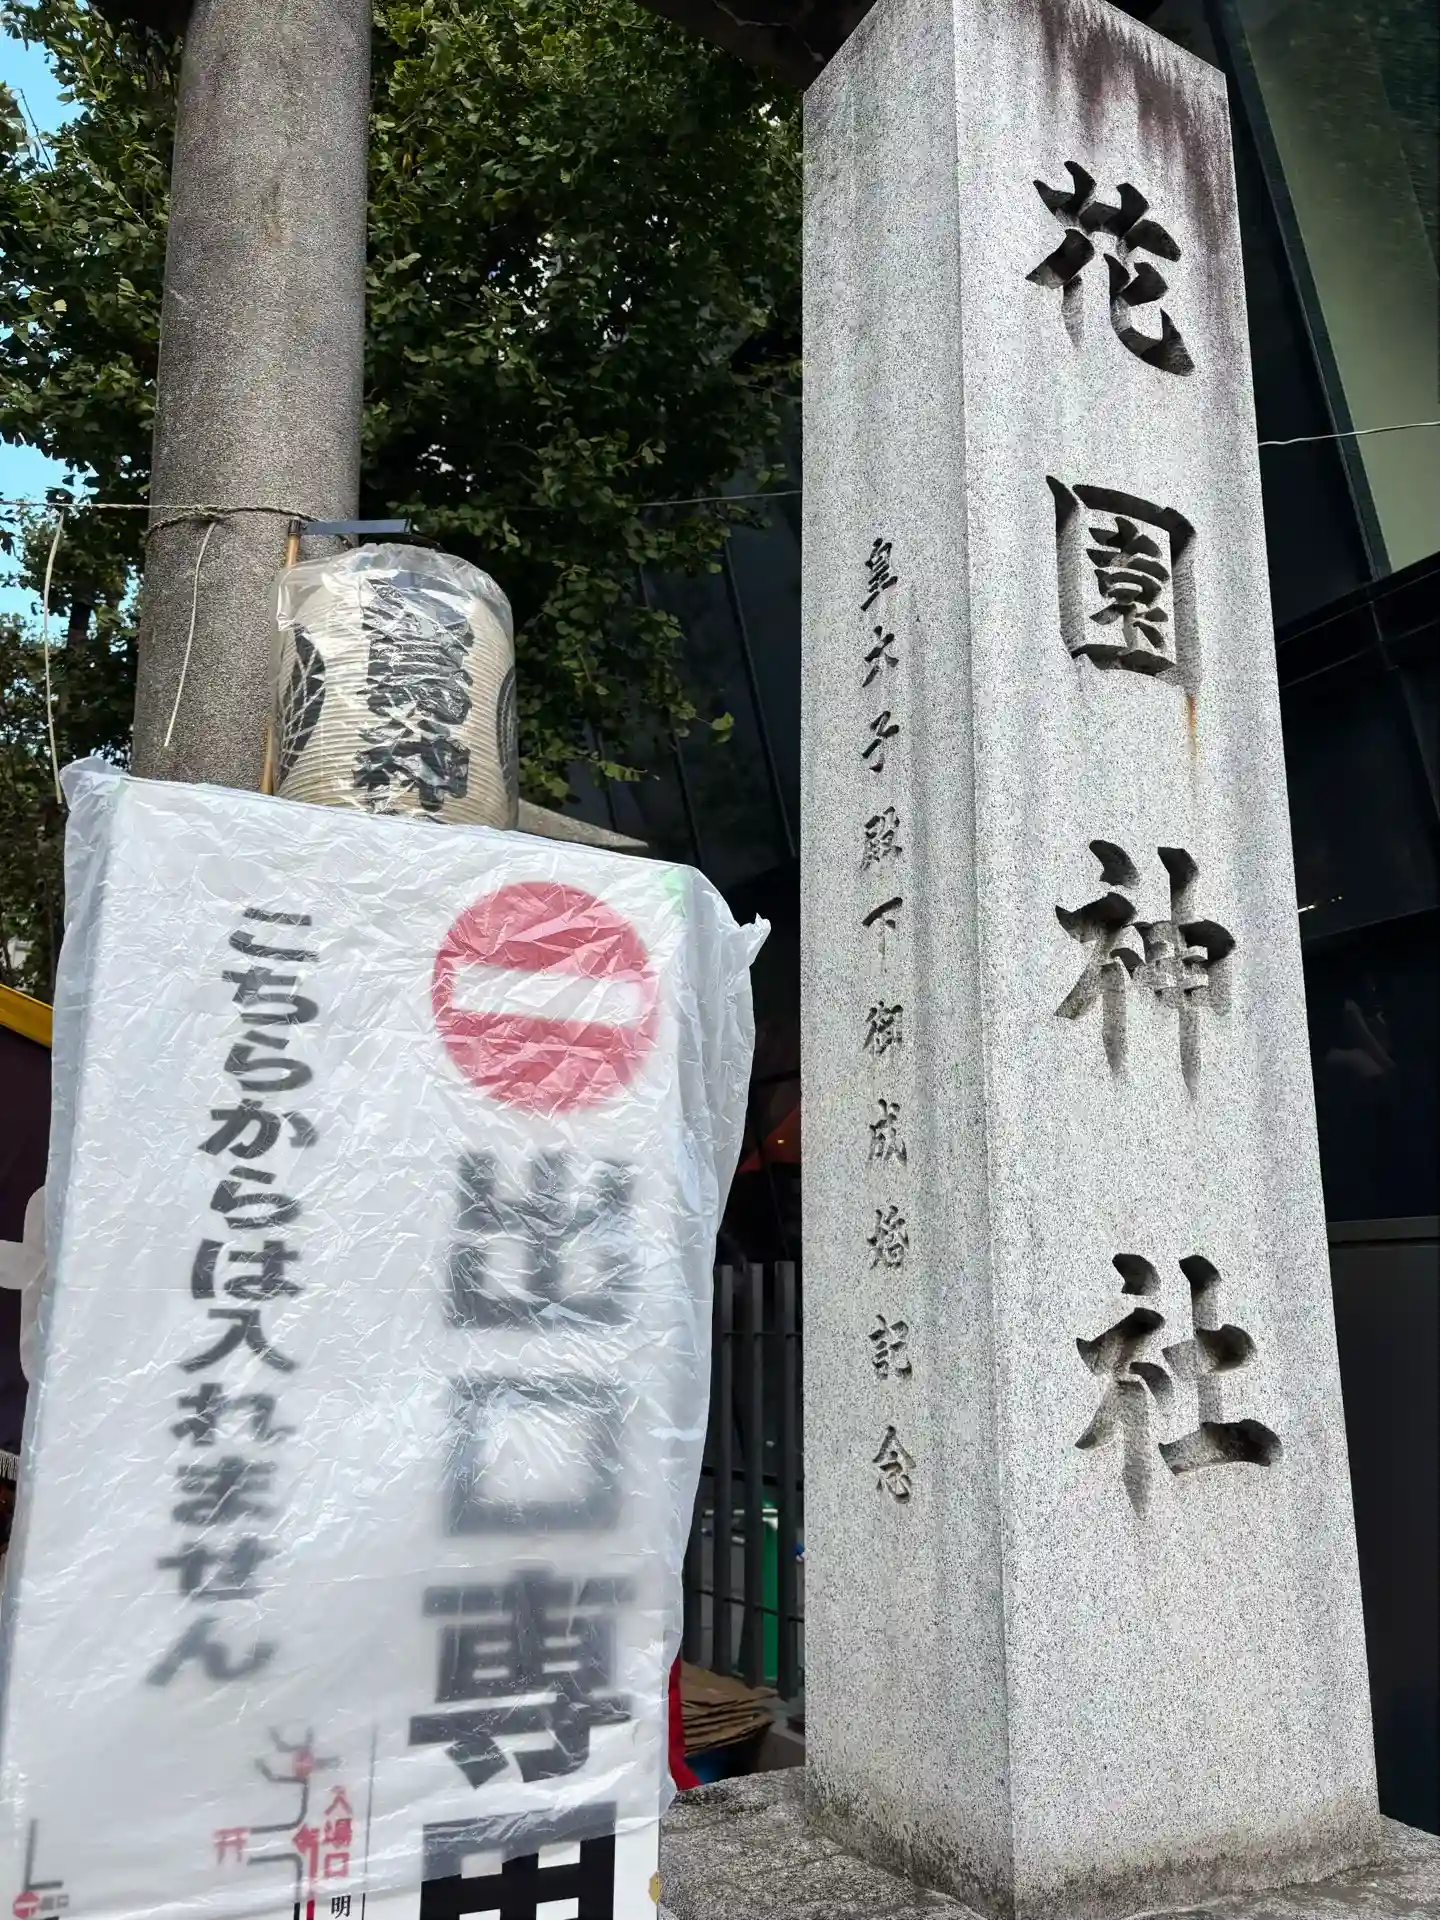 花園神社
皇太子殿下御成婚記念
出口専用
こちらからは入れません
入場口
明